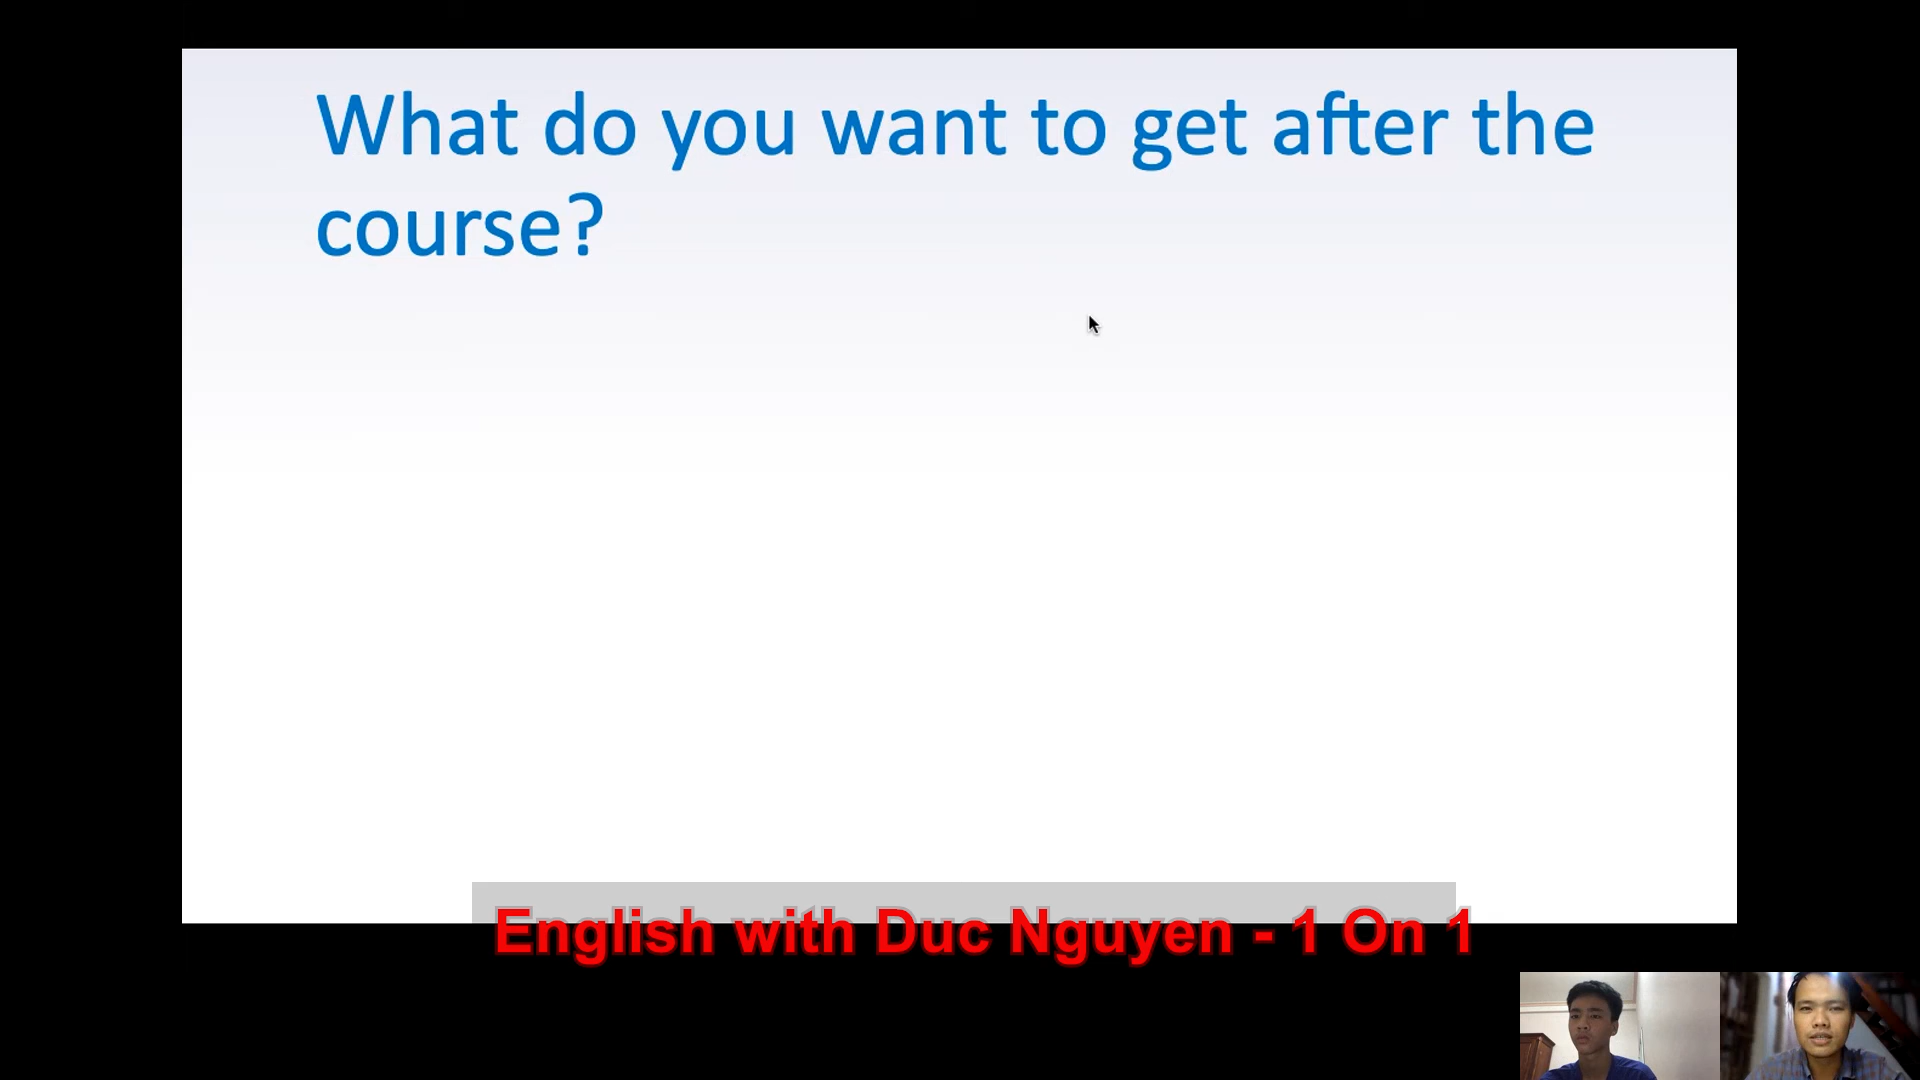 What do you want to get after the
course?
English with Duc Nguyen - 1 On 1